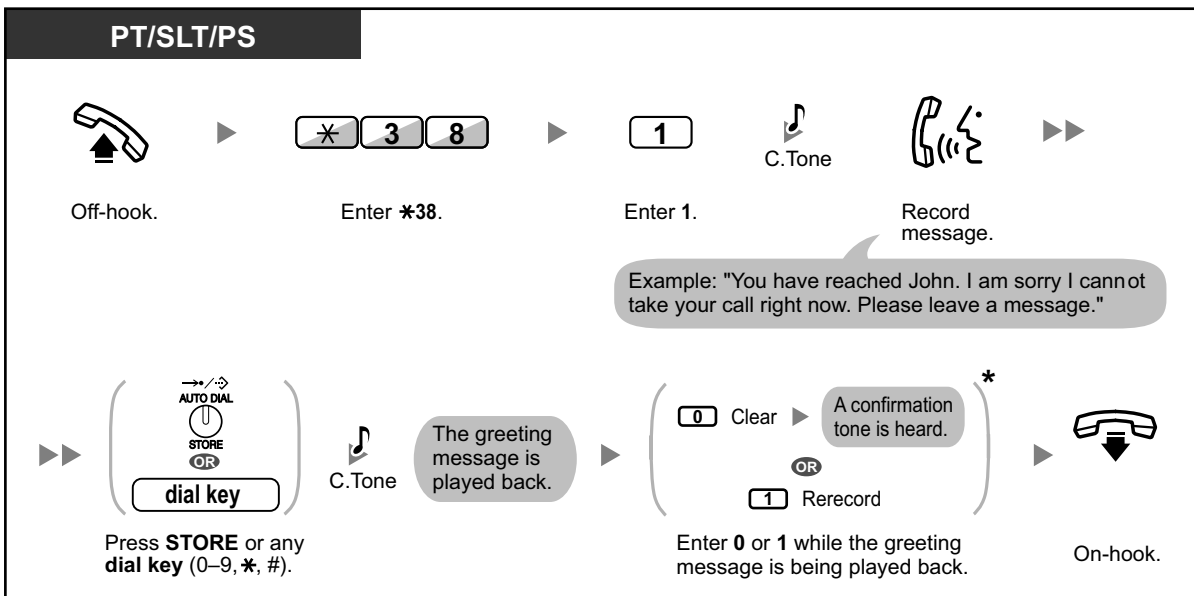 PT/SLT/PS
* 3 8
1
C.Tone
Off-hook.
Enter *38.
Enter 1.
Record
message.
Example: "You have reached John. I am sorry I cannot
take your call right now. Please leave a message."
AUTO DIAL
STORE
OR
dial key
C.Tone
The greeting
message is
played back.
0 Clear
A confirmation
tone is heard.
*
OR
1 Rerecord
Press STORE or any
dial key (0–9, *, #).
Enter 0 or 1 while the greeting
message is being played back.
On-hook.